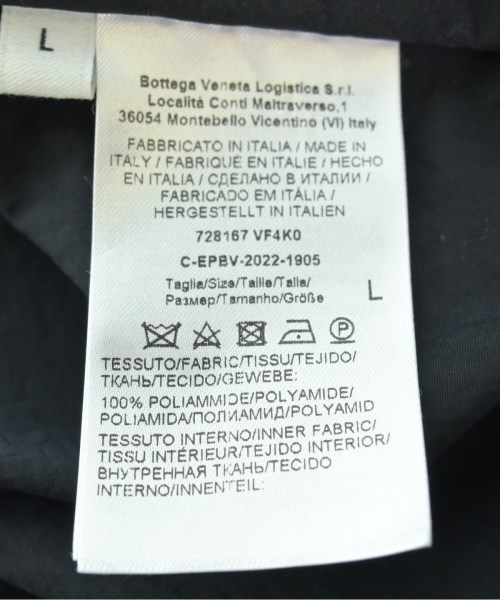 L
Bottega Veneta Logistica S.r.l.
Località Conti Maltraverso,1
36054 Montebello Vicentino (VI) Italy
FABBRICATO IN ITALIA / MADE IN
ITALY / FABRIQUÉ EN ITALIE / HECHO
EN ITALIA / СДЕЛАНО В ИТАЛИИ /
FABRICADO EM ITÁLIA /
HERGESTELLT IN ITALIEN
728167 VF4K0
C-EPBV-2022-1905
Taglia/Size/Taille/Talla/
Размер/Tamanho/Größe L
P
TESSUTO/FABRIC/TISSU/TEJIDO/
ТКАНЬ/TECIDO/GEWEBE:
100% POLIAMMIDE/POLYAMIDE/
POLIAMIDA/ПОЛИАМИД/POLYAMID
TESSUTO INTERNO/INNER FABRIC/
TISSU INTÉRIEUR/TEJIDO INTERIOR/
ВНУТРЕННАЯ ТКАНЬ/TECIDO
INTERNO/INNENTEIL: